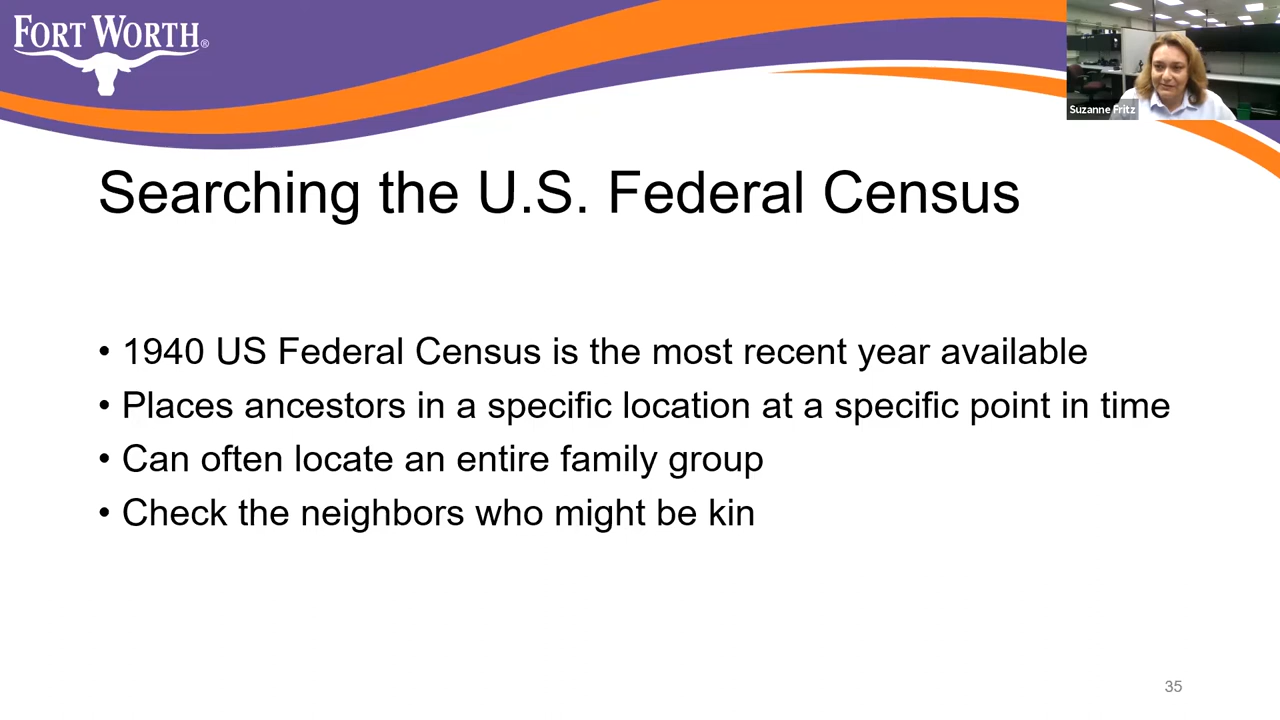 FORT WORTH®
Suzanne Fritz
Searching the U.S. Federal Census
• 1940 US Federal Census is the most recent year available
• Places ancestors in a specific location at a specific point in time
• Can often locate an entire family group
• Check the neighbors who might be kin
35